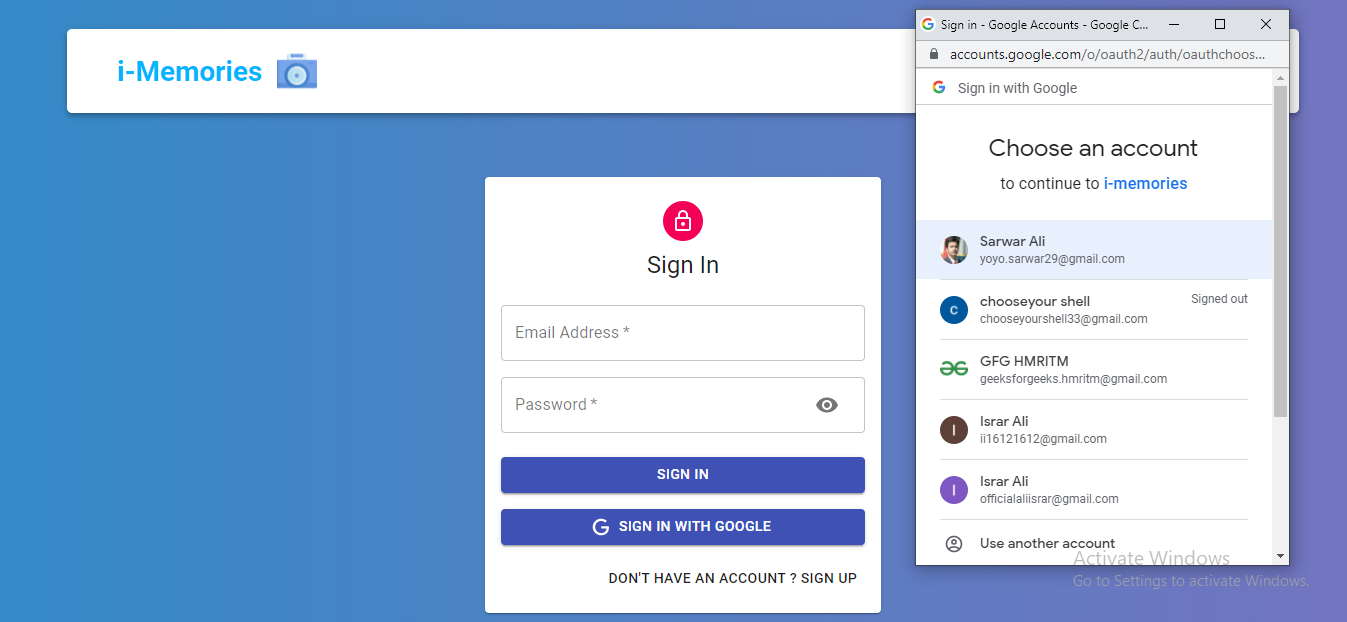 i-Memories
Sign In
Email Address *
Password *
SIGN IN
G SIGN IN WITH GOOGLE
DON'T HAVE AN ACCOUNT ? SIGN UP
Sign in - Google Accounts - Google C...
accounts.google.com/o/oauth2/auth/oauthchoos...
Sign in with Google
Choose an account
to continue to i-memories
Sarwar Ali
yoyo.sarwar29@gmail.com
chooseyour shell
Signed out
C
chooseyourshell33@gmail.com
GFG HMRITM
geeksforgeeks.hmritm@gmail.com
Israr Ali
I
ii16121612@gmail.com
Israr Ali
I
officialaliisrar@gmail.com
Use another account
Activate Windows
Go to Settings to activate Windows.